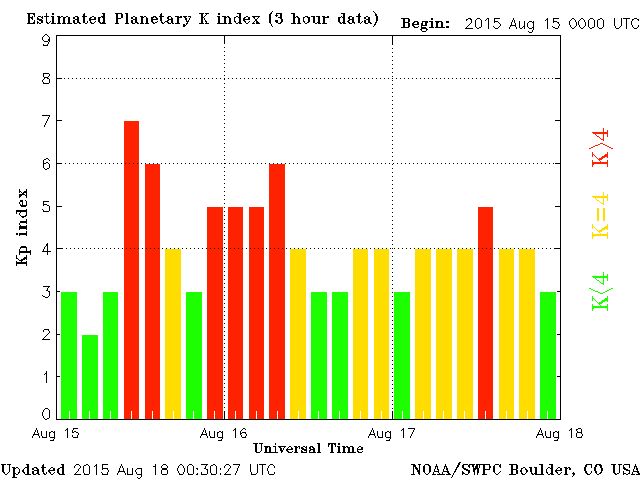 Estimated Planetary K index (3 hour data)
Begin: 2015 Aug 15 0000 UTC
9
8
7
6
5
4
3
2
1
0
Kp index
K>4
K=4
K<4
Aug 15
Aug 16
Aug 17
Aug 18
Universal Time
Updated 2015 Aug 18 00:30:27 UTC
NOAA/SWPC Boulder, CO USA